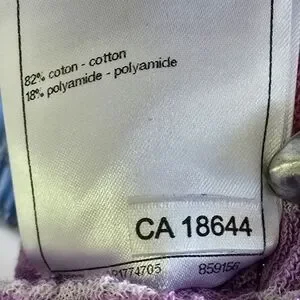 82% coton - cotton
18% polyamide - polyamide
CA 18644
859156